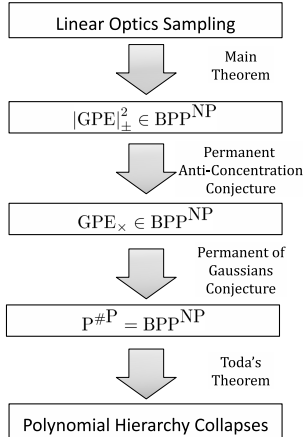 Linear Optics Sampling
Main
Theorem
|GPE|²± ∈ BPP^NP
Permanent
Anti-Concentration
Conjecture
GPE× ∈ BPP^NP
Permanent of
Gaussians
Conjecture
P^#P = BPP^NP
Toda's
Theorem
Polynomial Hierarchy Collapses